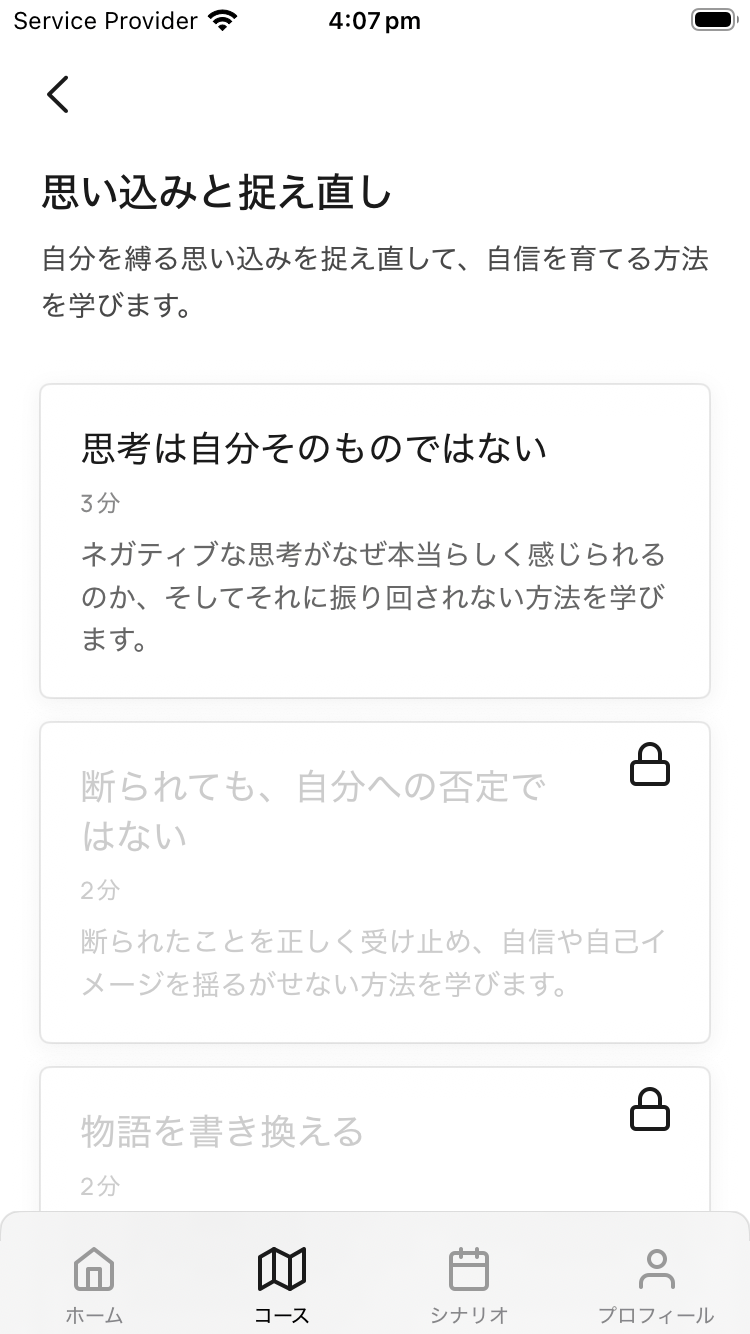 Service Provider 4:07 pm
思い込みと捉え直し
自分を縛る思い込みを捉え直して、自信を育てる方法
を学びます。
思考は自分そのものではない
3分
ネガティブな思考がなぜ本当らしく感じられる
のか、そしてそれに振り回されない方法を学び
ます。
断られても、自分への否定で
はない
2分
断られたことを正しく受け止め、自信や自己イ
メージを揺るがせない方法を学びます。
物語を書き換える
2分
ホーム コース シナリオ プロフィール